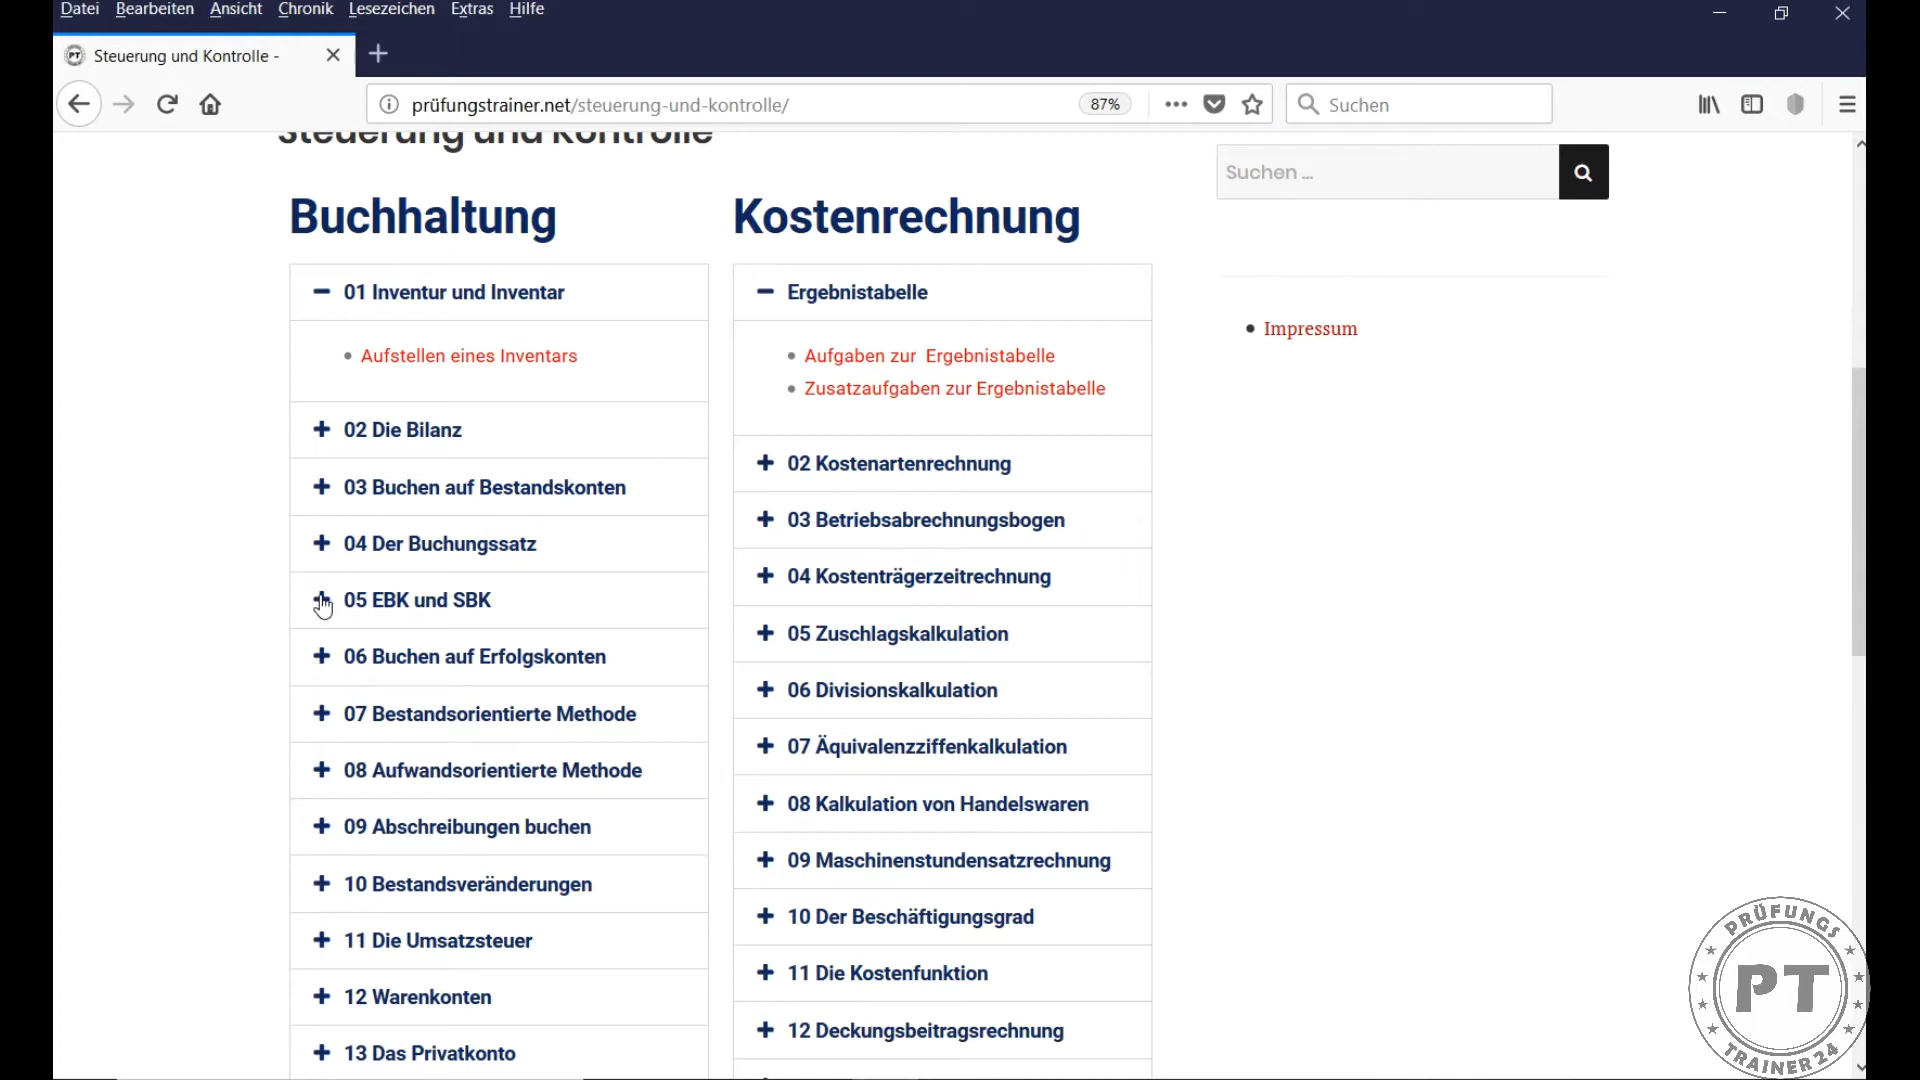 Datei Bearbeiten Ansicht Chronik Lesezeichen Extras Hilfe
Steuerung und Kontrolle -
prüfungstrainer.net/steuerung-und-kontrolle/
87%
Suchen
Steuerung und Kontrolle
Suchen ...
Buchhaltung
01 Inventur und Inventar
Aufstellen eines Inventars
02 Die Bilanz
03 Buchen auf Bestandskonten
04 Der Buchungssatz
05 EBK und SBK
06 Buchen auf Erfolgskonten
07 Bestandsorientierte Methode
08 Aufwandsorientierte Methode
09 Abschreibungen buchen
10 Bestandsveränderungen
11 Die Umsatzsteuer
12 Warenkonten
13 Das Privatkonto
Kostenrechnung
Ergebnistabelle
Aufgaben zur Ergebnistabelle
Zusatzaufgaben zur Ergebnistabelle
02 Kostenartenrechnung
03 Betriebsabrechnungsbogen
04 Kostenträgerzeitrechnung
05 Zuschlagskalkulation
06 Divisionskalkulation
07 Äquivalenzziffenkalkulation
08 Kalkulation von Handelswaren
09 Maschinenstundensatzrechnung
10 Der Beschäftigungsgrad
11 Die Kostenfunktion
12 Deckungsbeitragsrechnung
Impressum
PRÜFUNGS
PT
TRAINER24